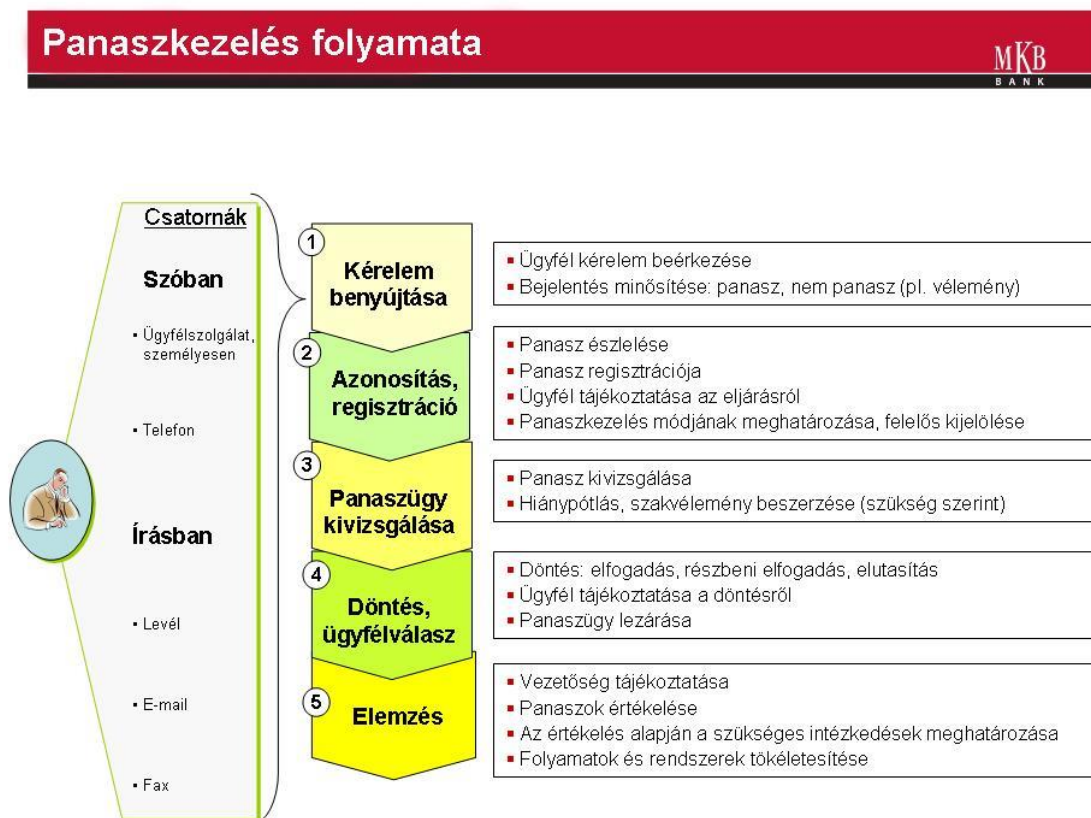 Panaszkezelés folyamata
MKB
BANK
Csatornák
Szóban
• Ügyfélszolgálat,
személyesen
• Telefon
Írásban
• Levél
• E-mail
• Fax
1
Kérelem
benyújtása
▪ Ügyfél kérelem beérkezése
▪ Bejelentés minősítése: panasz, nem panasz (pl. vélemény)
2
Azonosítás,
regisztráció
▪ Panasz észlelése
▪ Panasz regisztrációja
▪ Ügyfél tájékoztatása az eljárásról
▪ Panaszkezelés módjának meghatározása, felelős kijelölése
3
Panaszügy
kivizsgálása
▪ Panasz kivizsgálása
▪ Hiánypótlás, szakvélemény beszerzése (szükség szerint)
4
Döntés,
ügyfélválasz
▪ Döntés: elfogadás, részbeni elfogadás, elutasítás
▪ Ügyfél tájékoztatása a döntésről
▪ Panaszügy lezárása
5
Elemzés
▪ Vezetőség tájékoztatása
▪ Panaszok értékelése
▪ Az értékelés alapján a szükséges intézkedések meghatározása
▪ Folyamatok és rendszerek tökéletesítése